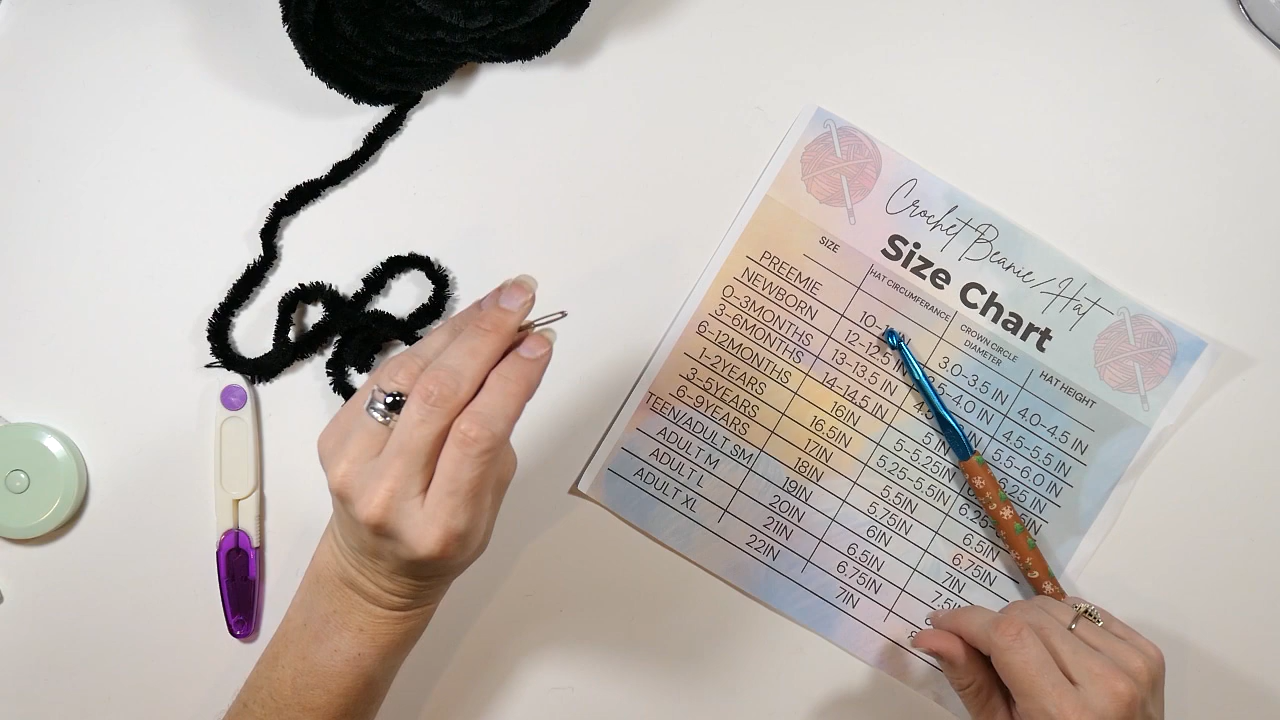 Crochet Beanie/Hat
Size Chart
SIZE HAT CIRCUMFERANCE CROWN CIRCLE DIAMETER HAT HEIGHT
PREEMIE 3.0-3.5 IN 4.0-4.5 IN
NEWBORN 12-12.5 4.5-5.5 IN
0-3MONTHS 13-13.5 IN 5.5-6.0 IN
3-6MONTHS 14-14.5 IN 5 IN
6-12MONTHS 16IN 5-5.25IN
1-2YEARS 16.5IN 5.25-5.5IN
3-5YEARS 17IN 5.5IN 6.5IN
6-9YEARS 18IN 5.75IN 6.75IN
TEEN/ADULT SM 19IN 6IN 7IN
ADULT M 20IN 6.5IN 7.5IN
ADULT L 21IN 6.75IN
ADULT XL 22IN 7IN